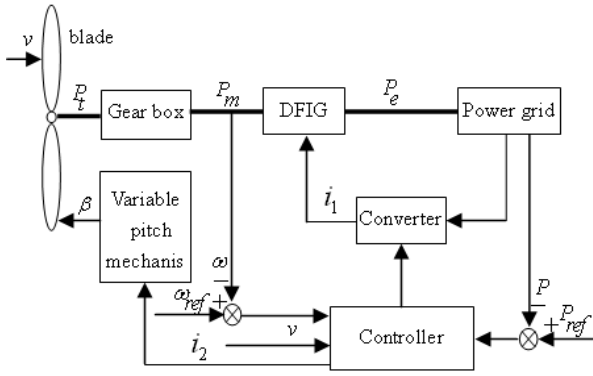 v
blade
P_t
Gear box
P_m
DFIG
P_e
Power grid
β
Variable
pitch
mechanis
i_1
Converter
ω
−
ω_ref
+
v
i_2
Controller
P
−
+
P_ref